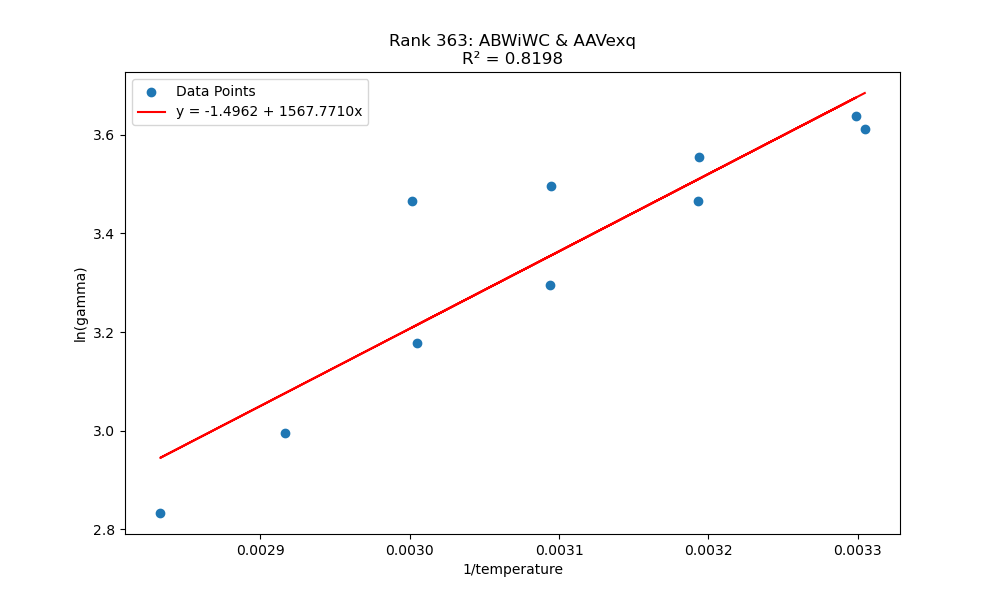 Rank 363: ABWiWC & AAVexq
R² = 0.8198
Data Points
y = -1.4962 + 1567.7710x
3.6
3.4
3.2
3.0
2.8
ln(gamma)
0.0029 0.0030 0.0031 0.0032 0.0033
1/temperature